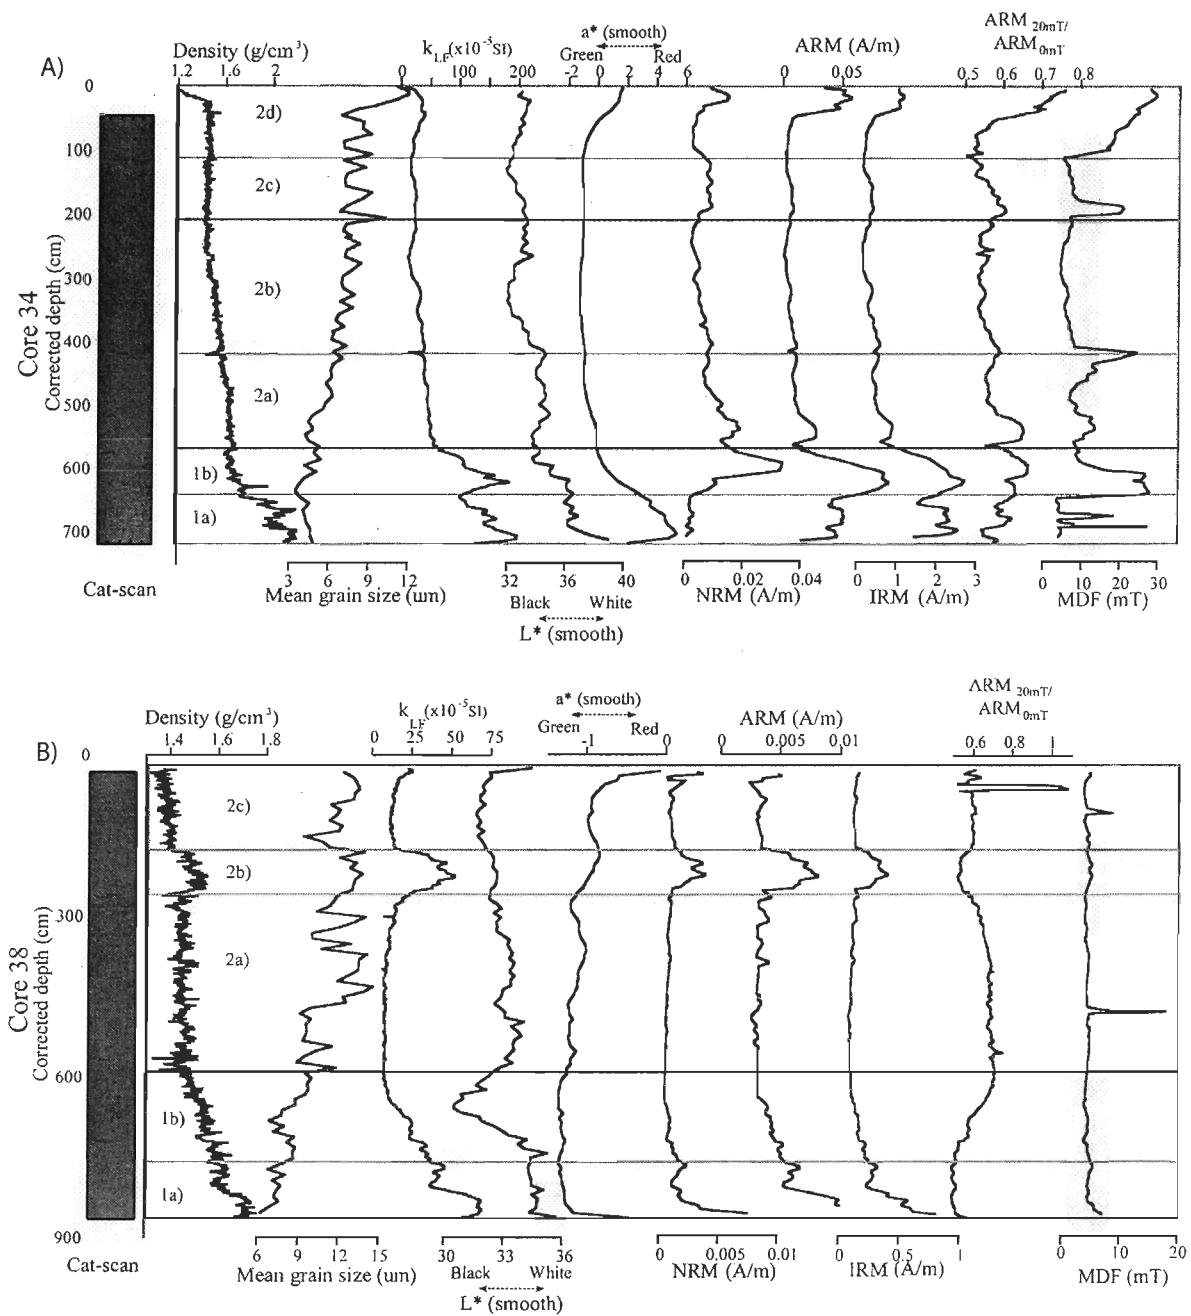 A)
Density (g/cm³)
1.2 1.6 2
k LF (x10⁻⁵SI)
0 100 200
a* (smooth)
Green Red
-2 0 2 4 6
ARM (A/m)
0 0.05
ARM 20mT/
ARM 0mT
0.5 0.6 0.7 0.8
Core 34
Corrected depth (cm)
0
100
200
300
400
500
600
700
2d)
2c)
2b)
2a)
1b)
1a)
Cat-scan
3 6 9 12
Mean grain size (um)
32 36 40
Black White
L* (smooth)
0 0.02 0.04
NRM (A/m)
0 1 2 3
IRM (A/m)
0 10 20 30
MDF (mT)
B)
Density (g/cm³)
1.4 1.6 1.8
k LF (x10⁻⁵SI)
0 25 50 75
a* (smooth)
Green Red
-1 0
ARM (A/m)
0 0.005 0.01
ARM 20mT/
ARM 0mT
0.6 0.8 1
Core 38
Corrected depth (cm)
0
300
600
900
2c)
2b)
2a)
1b)
1a)
Cat-scan
6 9 12 15
Mean grain size (um)
30 33 36
Black White
L* (smooth)
0 0.005 0.01
NRM (A/m)
0 0.5 1
IRM (A/m)
0 10 20
MDF (mT)